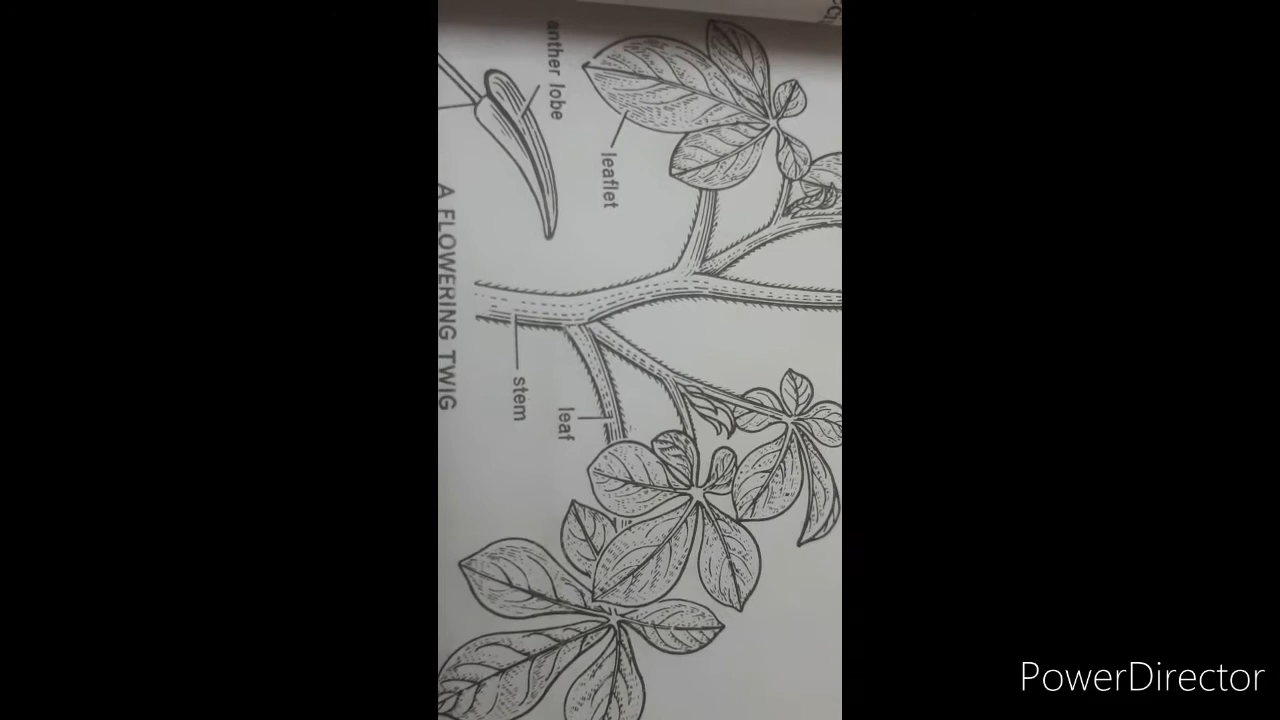 anther lobe
leaflet
stem
leaf
A FLOWERING TWIG
PowerDirector